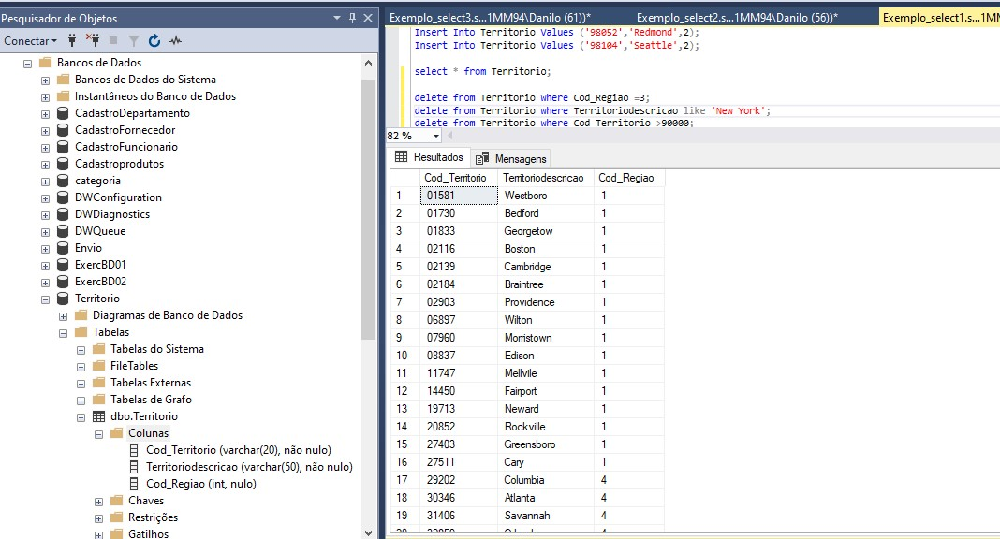 Pesquisador de Objetos
Conectar
Bancos de Dados
Bancos de Dados do Sistema
Instantâneos do Banco de Dados
CadastroDepartamento
CadastroFornecedor
CadastroFuncionario
Cadastroprodutos
categoria
DWConfiguration
DWDiagnostics
DWQueue
Envio
ExercBD01
ExercBD02
Territorio
Diagramas de Banco de Dados
Tabelas
Tabelas do Sistema
FileTables
Tabelas Externas
Tabelas de Grafo
dbo.Territorio
Colunas
Cod_Territorio (varchar(20), não nulo)
Territoriodescricao (varchar(50), não nulo)
Cod_Regiao (int, nulo)
Chaves
Restrições
Gatilhos
Exemplo_select3.s...1MM94\Danilo (61))* Exemplo_select2.s...1MM94\Danilo (56))* Exemplo_select1.s...1MM
Insert Into Territorio Values ('98052','Redmond',2);
Insert Into Territorio Values ('98104','Seattle',2);
select * from Territorio;
delete from Territorio where Cod_Regiao =3;
delete from Territorio where Territoriodescricao like 'New York';
delete from Territorio where Cod_Territorio >90000;
82 %
Resultados Mensagens
Cod_Territorio Territoriodescricao Cod_Regiao
1 01581 Westboro 1
2 01730 Bedford 1
3 01833 Georgetow 1
4 02116 Boston 1
5 02139 Cambridge 1
6 02184 Braintree 1
7 02903 Providence 1
8 06897 Wilton 1
9 07960 Morristown 1
10 08837 Edison 1
11 11747 Mellvile 1
12 14450 Fairport 1
13 19713 Neward 1
14 20852 Rockville 1
15 27403 Greensboro 1
16 27511 Cary 1
17 29202 Columbia 4
18 30346 Atlanta 4
19 31406 Savannah 4